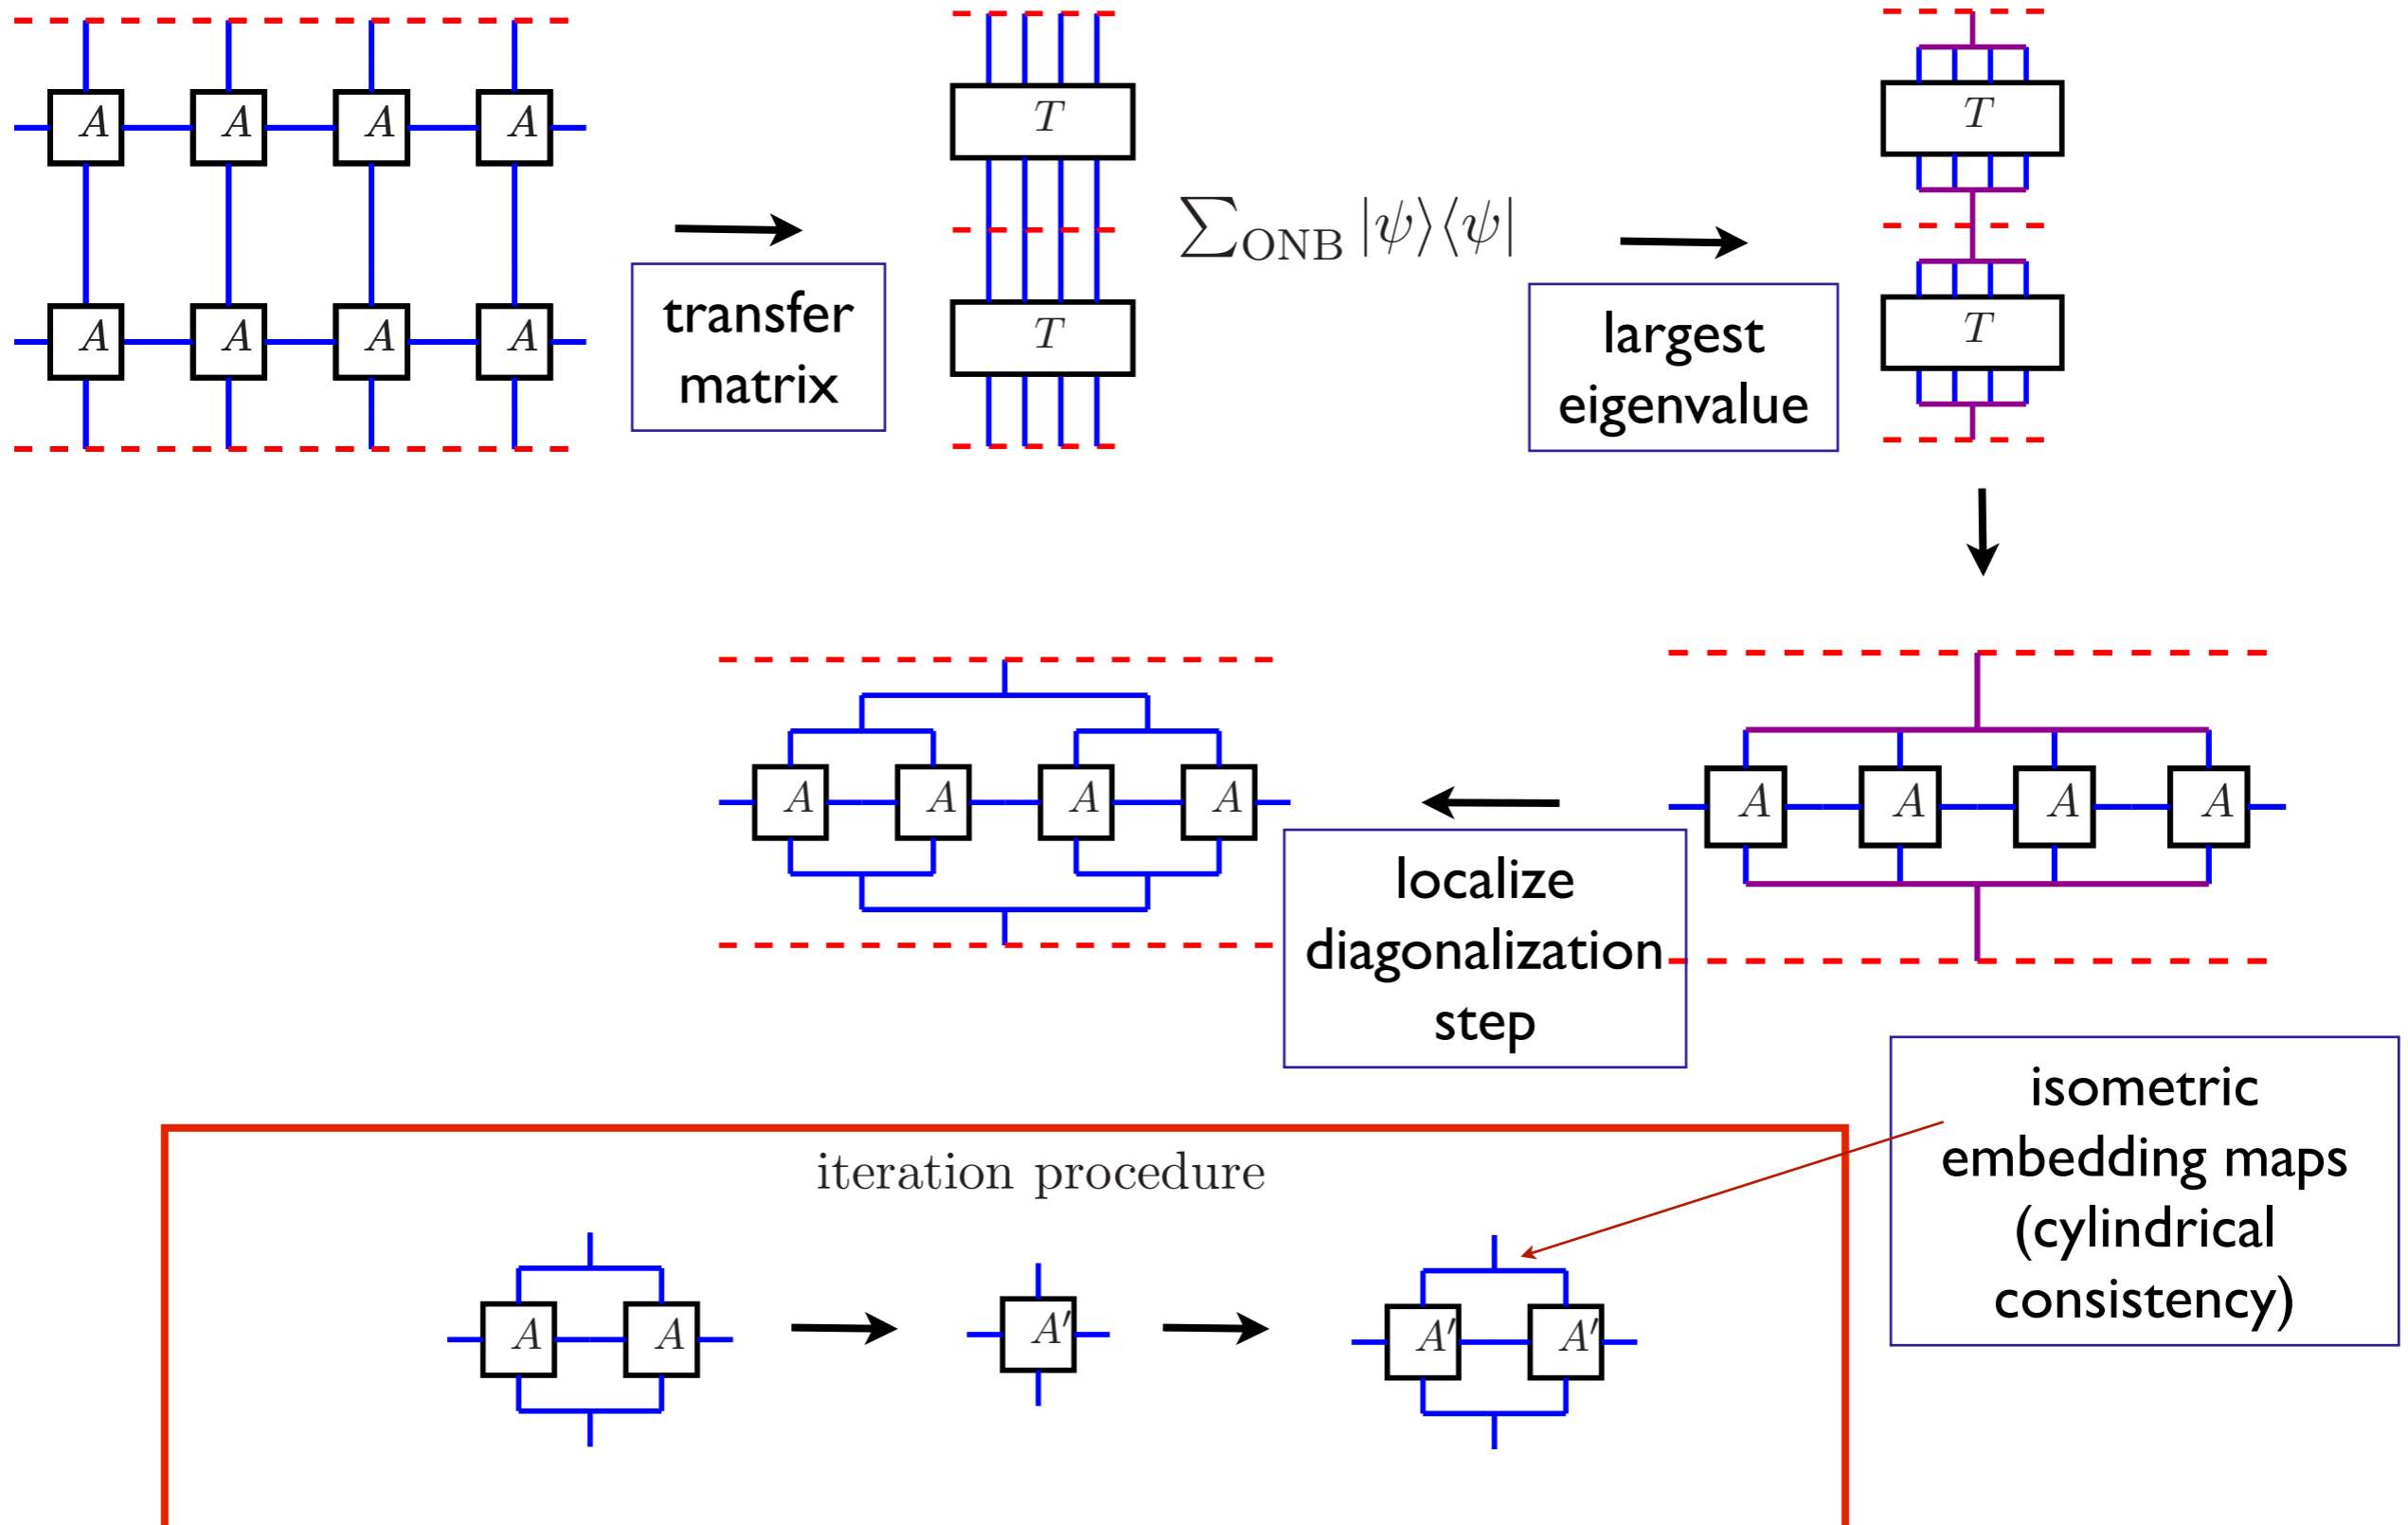 A A A A
A A A A
transfer
matrix
T
T
∑ONB |ψ⟩⟨ψ|
largest
eigenvalue
T
T
A A A A
localize
diagonalization
step
A A A A
isometric
embedding maps
(cylindrical
consistency)
iteration procedure
A A
A′
A′ A′